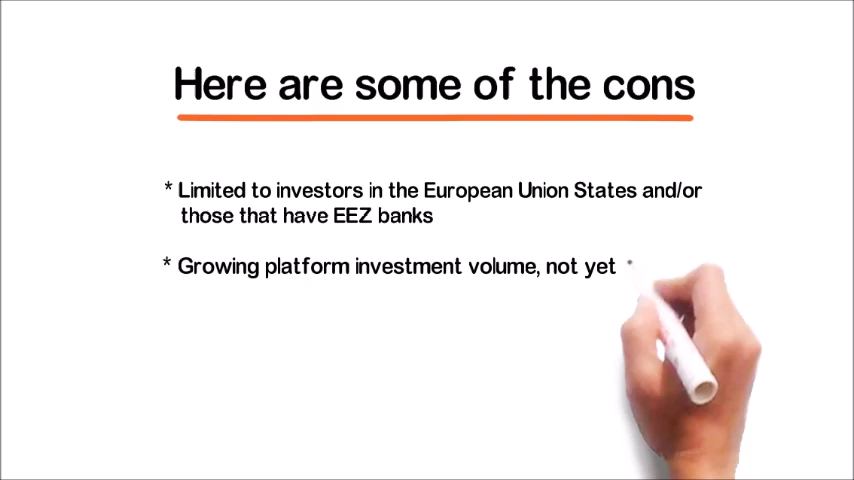 Here are some of the cons
* Limited to investors in the European Union States and/or
those that have EEZ banks
* Growing platform investment volume, not yet